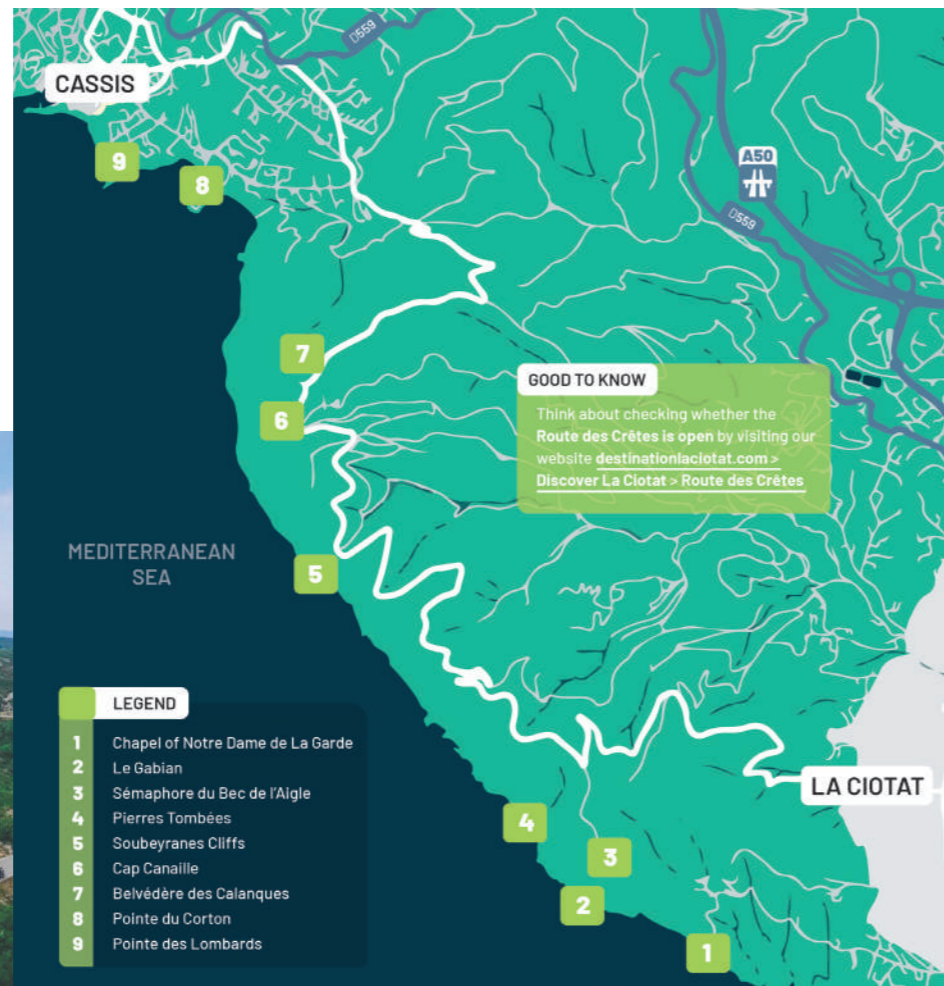 D559
CASSIS
9
8
A50
D559
7
GOOD TO KNOW
Think about checking whether the
Route des Crêtes is open by visiting our
website destinationlaciotat.com >
Discover La Ciotat > Route des Crêtes
6
MEDITERRANEAN
SEA
5
LEGEND
1 Chapel of Notre Dame de La Garde
2 Le Gabian
3 Sémaphore du Bec de l'Aigle
4 Pierres Tombées
5 Soubeyranes Cliffs
6 Cap Canaille
7 Belvédère des Calanques
8 Pointe du Corton
9 Pointe des Lombards
LA CIOTAT
4
3
2
1